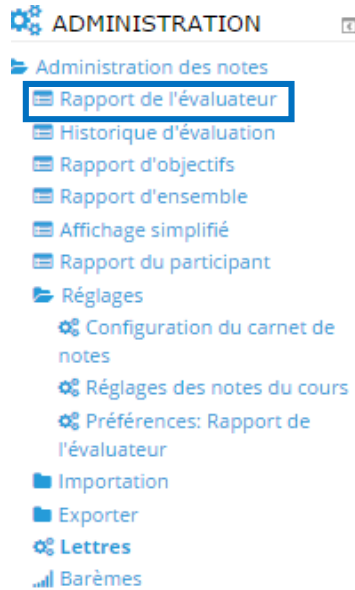 ADMINISTRATION
Administration des notes
Rapport de l'évaluateur
Historique d'évaluation
Rapport d'objectifs
Rapport d'ensemble
Affichage simplifié
Rapport du participant
Réglages
Configuration du carnet de
notes
Réglages des notes du cours
Préférences: Rapport de
l'évaluateur
Importation
Exporter
Lettres
Barèmes